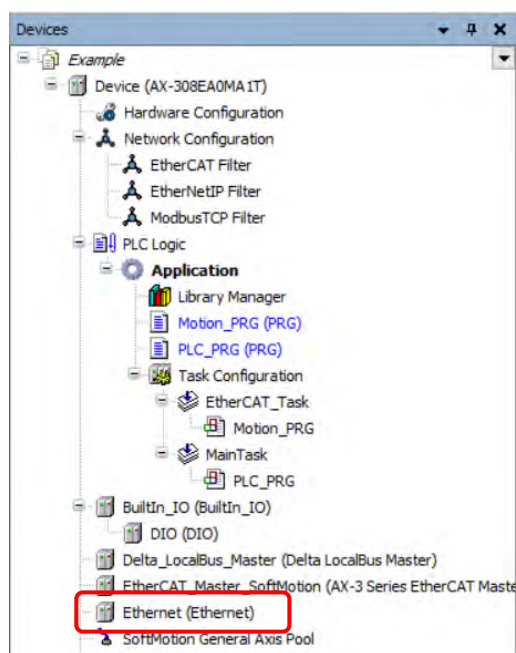 Devices
Example
Device (AX-308EA0MA1T)
Hardware Configuration
Network Configuration
EtherCAT Filter
EtherNetIP Filter
ModbusTCP Filter
PLC Logic
Application
Library Manager
Motion_PRG (PRG)
PLC_PRG (PRG)
Task Configuration
EtherCAT_Task
Motion_PRG
MainTask
PLC_PRG
BuiltIn_IO (BuiltIn_IO)
DIO (DIO)
Delta_LocalBus_Master (Delta LocalBus Master)
EtherCAT_Master_SoftMotion (AX-3 Series EtherCAT Maste
Ethernet (Ethernet)
SoftMotion General Axis Pool